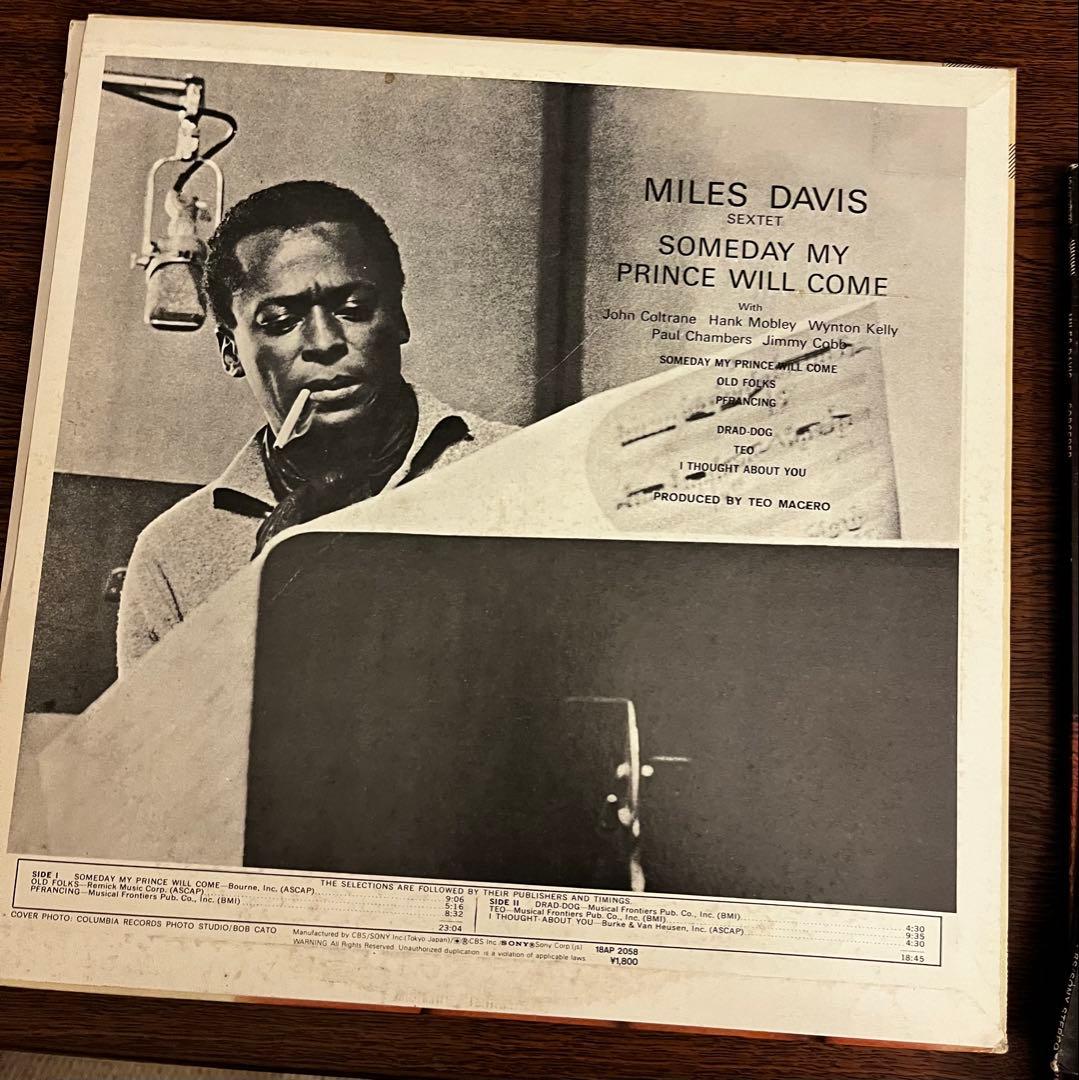 MILES DAVIS
SEXTET
SOMEDAY MY
PRINCE WILL COME
With
John Coltrane Hank Mobley Wynton Kelly
Paul Chambers Jimmy Cobb
SOMEDAY MY PRINCE WILL COME
OLD FOLKS
PFRANCING
DRAD-DOG
TEO
I THOUGHT ABOUT YOU
PRODUCED BY TEO MACERO
THE SELECTIONS ARE FOLLOWED BY THEIR PUBLISHERS AND TIMINGS.
SIDE I SOMEDAY MY PRINCE WILL COME—Bourne, Inc. (ASCAP) 9:06
OLD FOLKS—Remick Music Corp. (ASCAP) 5:16
PFRANCING—Musical Frontiers Pub. Co., Inc. (BMI) 8:32
23:04
SIDE II DRAD-DOG—Musical Frontiers Pub. Co., Inc. (BMI) 4:30
TEO—Musical Frontiers Pub. Co., Inc. (BMI) 9:35
I THOUGHT ABOUT YOU—Burke & Van Heusen, Inc. (ASCAP) 4:30
18:45
COVER PHOTO: COLUMBIA RECORDS PHOTO STUDIO/BOB CATO
Manufactured by CBS/SONY Inc. (Tokyo Japan)/ ® CBS Inc./SONY® Sony Corp.(js)
WARNING All Rights Reserved. Unauthorized duplication is a violation of applicable laws.
18AP 2058
¥1,800